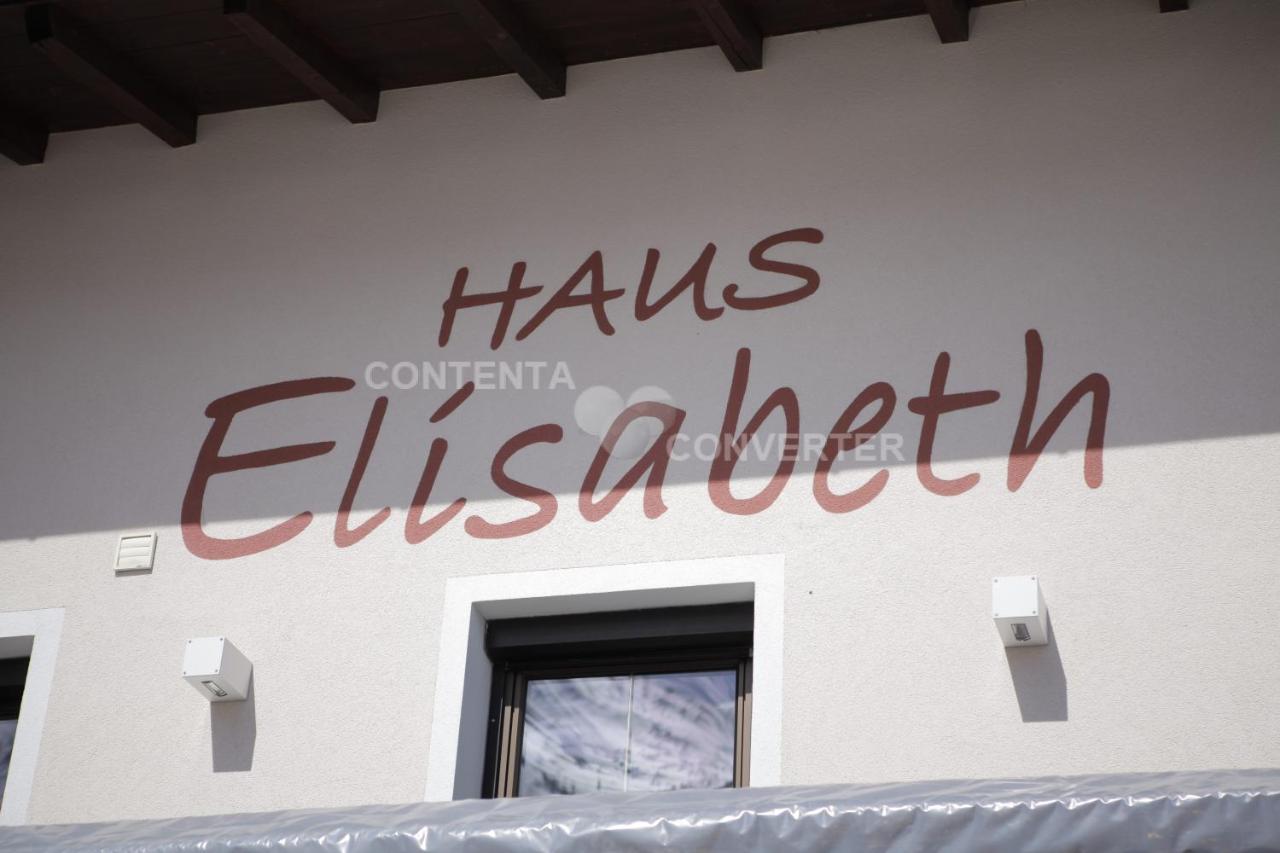 HAUS
CONTENTA
Elisabeth
CONVERTER